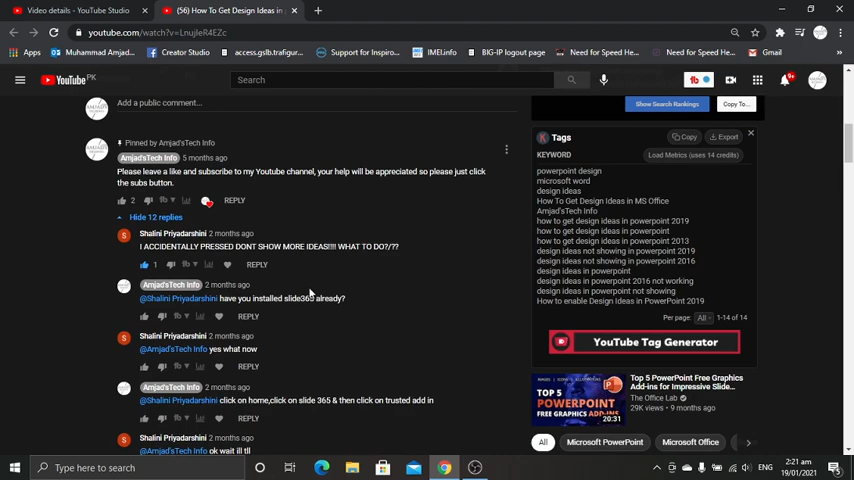 Video details - YouTube Studio
(56) How To Get Design Ideas in
youtube.com/watch?v=LnujIeR4EZc
Apps
Muhammad Amjad...
Creator Studio
access.gslb.trafigur...
Support for Inspiro...
IMEI.info
BIG-IP logout page
Need for Speed He...
Need for Speed He...
Gmail
YouTube PK
Search
9+
Add a public comment...
Show Search Rankings
Copy To...
Pinned by Amjad'sTech Info
Amjad'sTech Info 5 months ago
Please leave a like and subscribe to my Youtube channel, your help will be appreciated so please just click
the subs button.
2
REPLY
Hide 12 replies
S
Shalini Priyadarshini 2 months ago
I ACCIDENTALLY PRESSED DONT SHOW MORE IDEAS!!!! WHAT TO DO?/??
1
REPLY
Amjad'sTech Info 2 months ago
@Shalini Priyadarshini have you installed slide365 already?
REPLY
S
Shalini Priyadarshini 2 months ago
@Amjad'sTech Info yes what now
REPLY
Amjad'sTech Info 2 months ago
@Shalini Priyadarshini click on home,click on slide 365 & then click on trusted add in
REPLY
S
Shalini Priyadarshini 2 months ago
@Amjad'sTech Info ok wait ill tll
Tags
Copy
Export
KEYWORD
Load Metrics (uses 14 credits)
powerpoint design
microsoft word
design ideas
How To Get Design Ideas in MS Office
Amjad'sTech Info
how to get design ideas in powerpoint 2019
how to get design ideas in powerpoint
how to get design ideas in powerpoint 2013
design ideas not showing in powerpoint 2019
design ideas not showing in powerpoint 2016
design ideas in powerpoint
design ideas in powerpoint 2016 not working
design ideas in powerpoint not showing
How to enable Design Ideas in PowerPoint 2019
Per page: All 1-14 of 14
YouTube Tag Generator
TOP 5
POWERPOINT
FREE GRAPHICS ADD-INS
20:31
Top 5 PowerPoint Free Graphics
Add-ins for Impressive Slide...
The Office Lab
29K views • 9 months ago
All
Microsoft PowerPoint
Microsoft Office
Type here to search
ENG
2:21 am
19/01/2021